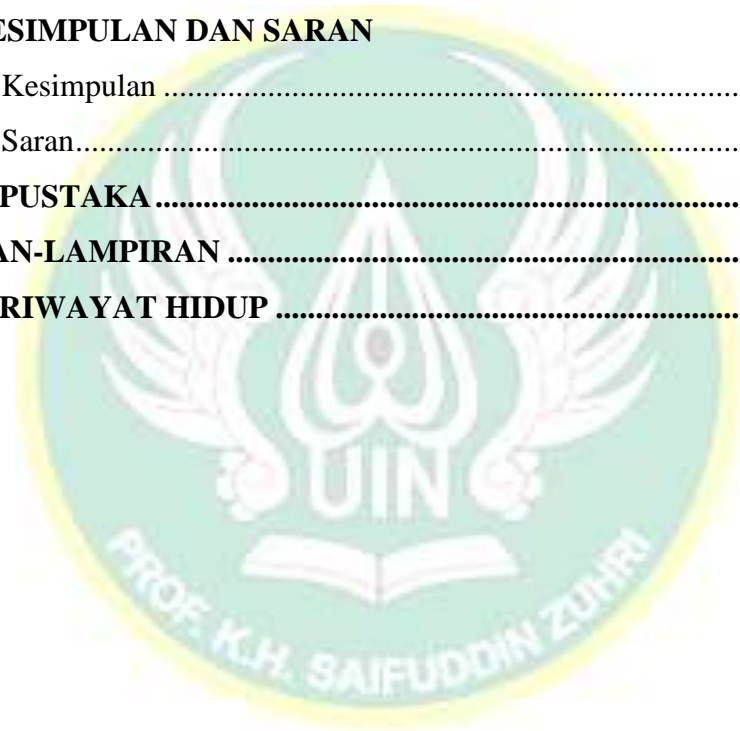 ESIMPULAN DAN SARAN
Kesimpulan ........................................................................
Saran...................................................................................
PUSTAKA.........................................................................
AN-LAMPIRAN ................................................................
RIWAYAT HIDUP ..........................................................
UIN
PROF. K.H. SAIFUDDIN ZUHRI